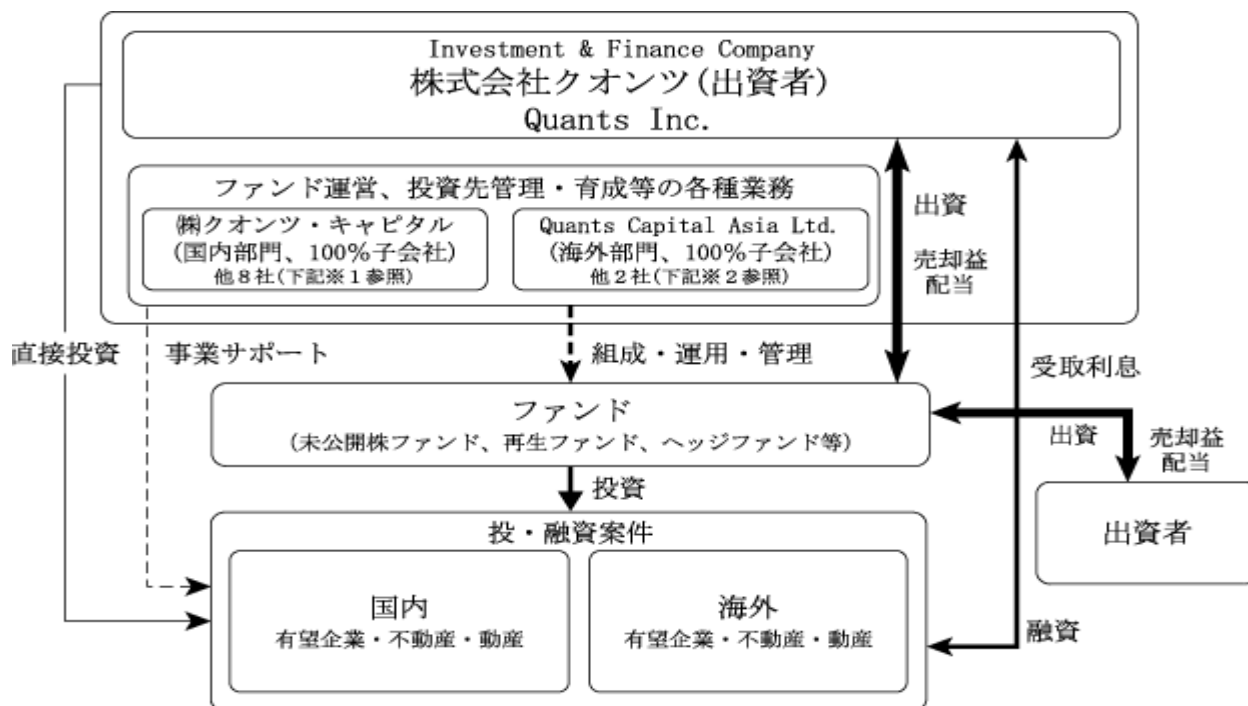 Investment & Finance Company
株式会社クオンツ(出資者)
Quants Inc.
ファンド運営、投資先管理・育成等の各種業務
㈱クオンツ・キャピタル
(国内部門、100%子会社)
他８社(下記※１参照)
Quants Capital Asia Ltd.
(海外部門、100%子会社)
他２社(下記※２参照)
出資
売却益
配当
直接投資
事業サポート
組成・運用・管理
受取利息
ファンド
(未公開株ファンド、再生ファンド、ヘッジファンド等)
出資
売却益
配当
投資
出資者
投・融資案件
国内
有望企業・不動産・動産
海外
有望企業・不動産・動産
融資